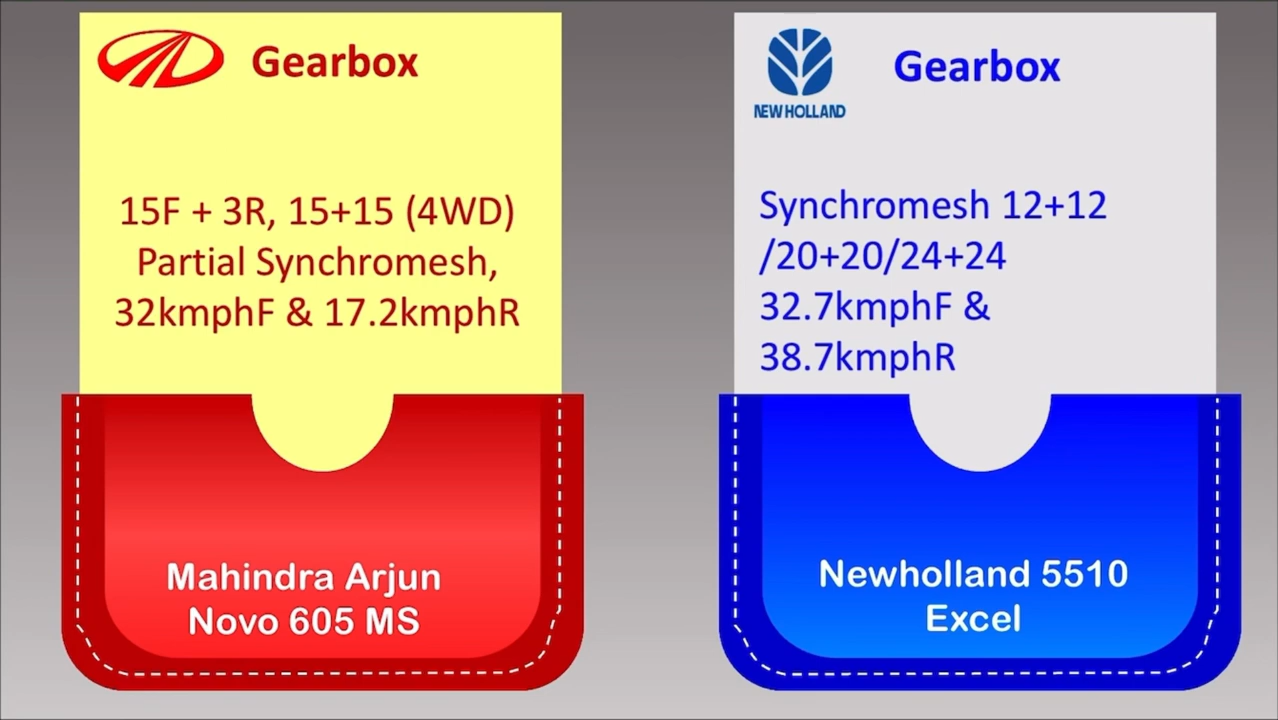 Gearbox
15F + 3R, 15+15 (4WD)
Partial Synchromesh,
32kmphF & 17.2kmphR
Mahindra Arjun
Novo 605 MS
NEW HOLLAND
Gearbox
Synchromesh 12+12
/20+20/24+24
32.7kmphF &
38.7kmphR
Newholland 5510
Excel